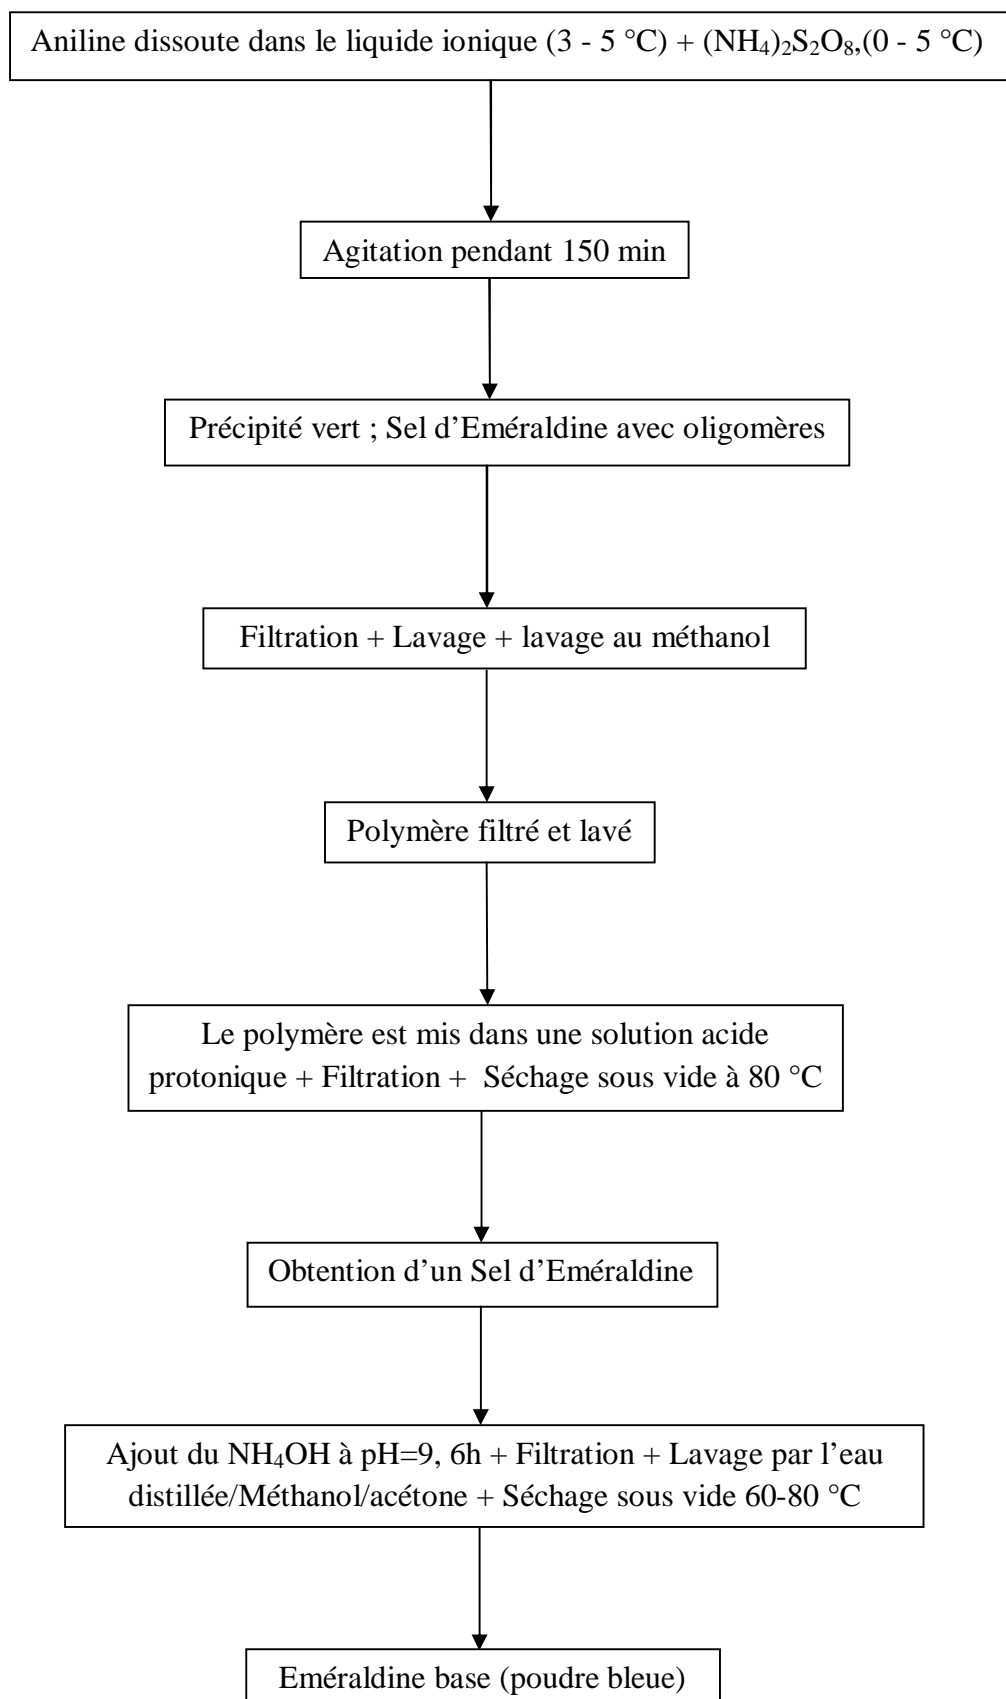 Aniline dissoute dans le liquide ionique (3 - 5 °C) + (NH₄)₂S₂O₈,(0 - 5 °C)
Agitation pendant 150 min
Précipité vert ; Sel d’Eméraldine avec oligomères
Filtration + Lavage + lavage au méthanol
Polymère filtré et lavé
Le polymère est mis dans une solution acide
protonique + Filtration + Séchage sous vide à 80 °C
Obtention d’un Sel d’Eméraldine
Ajout du NH₄OH à pH=9, 6h + Filtration + Lavage par l’eau
distillée/Méthanol/acétone + Séchage sous vide 60-80 °C
Eméraldine base (poudre bleue)